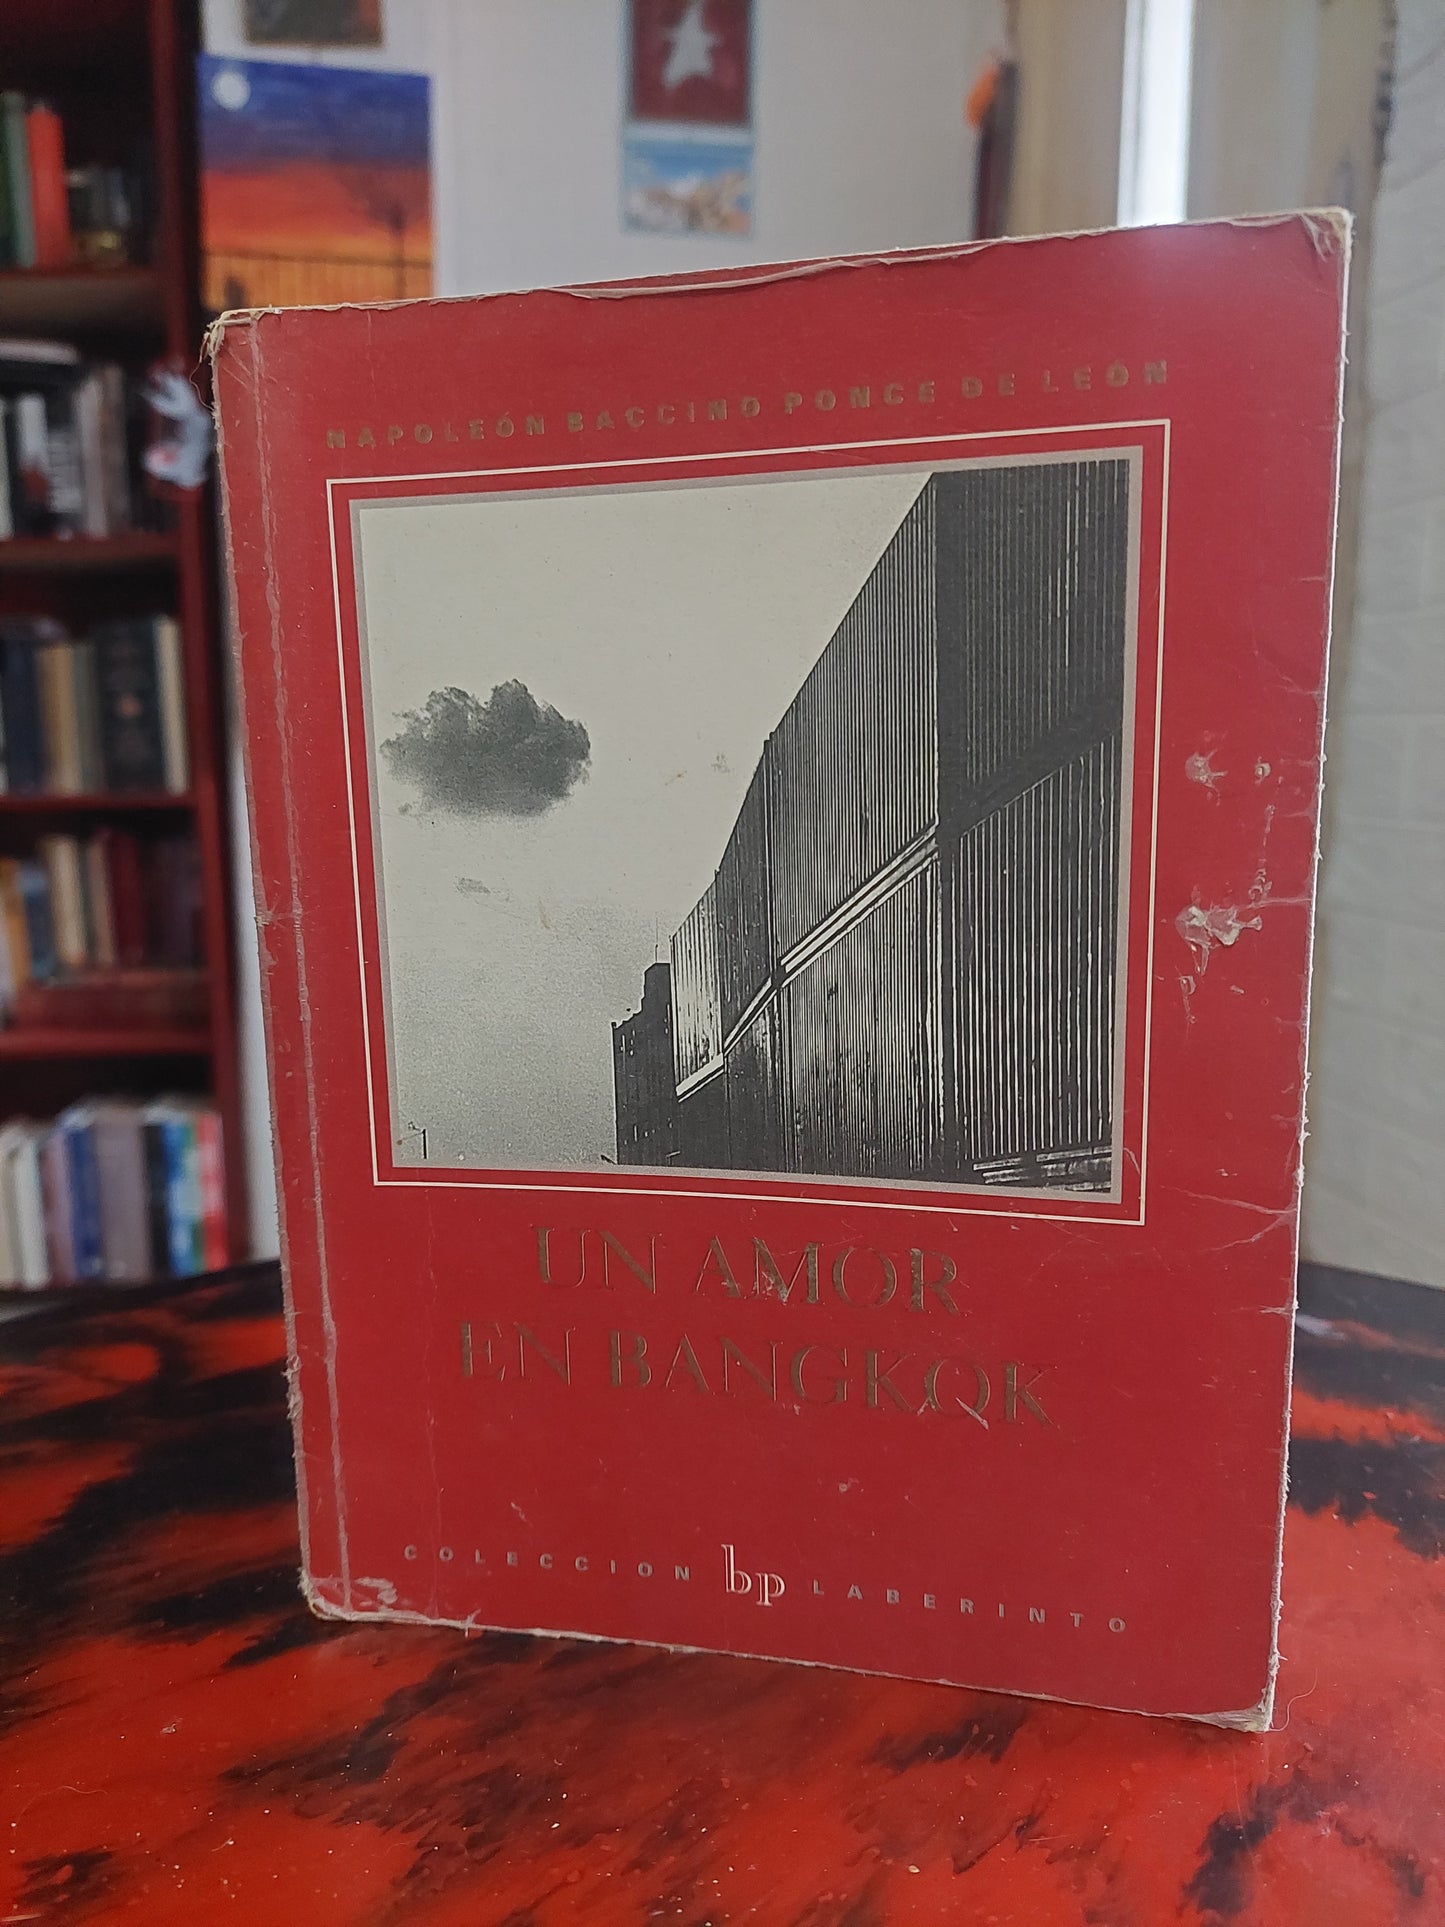 NAPOLEÓN BACCINO PONCE DE LEÓN
UN AMOR
EN BANGKOK
COLECCION bp LABERINTO